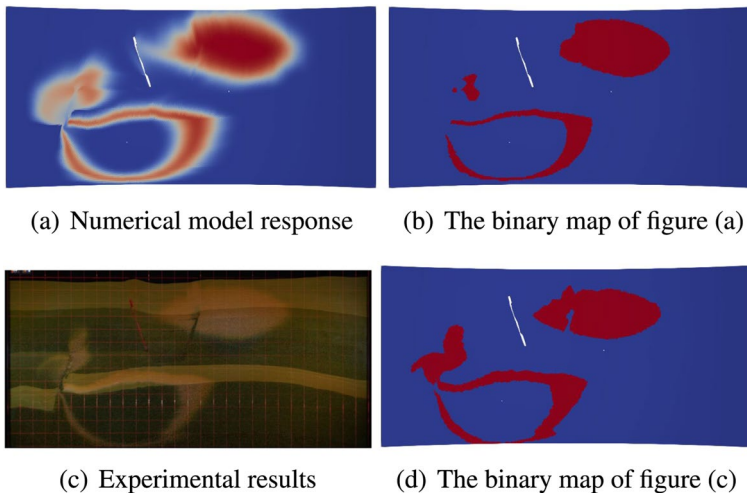 (a) Numerical model response
(b) The binary map of figure (a)
(c) Experimental results
(d) The binary map of figure (c)